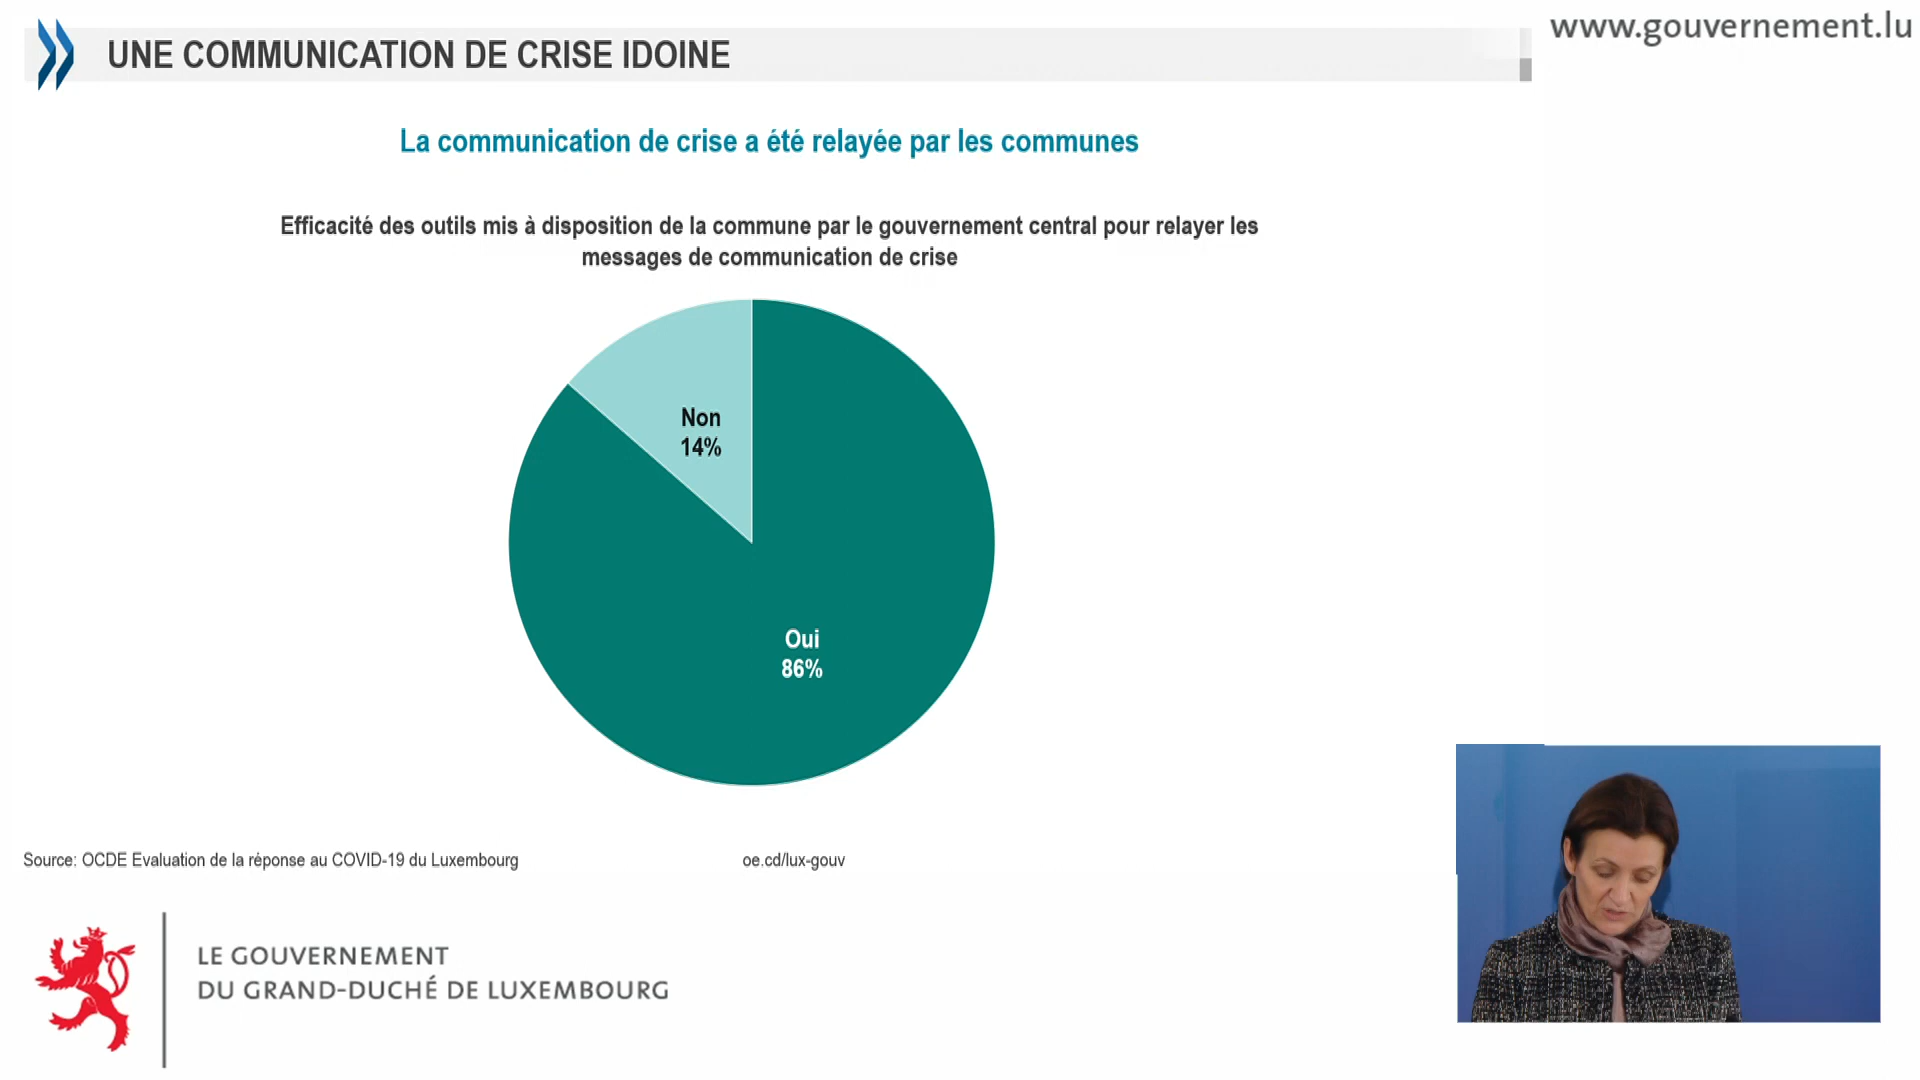 www.gouvernement.lu
UNE COMMUNICATION DE CRISE IDOINE
La communication de crise a été relayée par les communes
Efficacité des outils mis à disposition de la commune par le gouvernement central pour relayer les
messages de communication de crise
Non
14%
Oui
86%
Source: OCDE Evaluation de la réponse au COVID-19 du Luxembourg
oe.cd/lux-gouv
LE GOUVERNEMENT
DU GRAND-DUCHÉ DE LUXEMBOURG